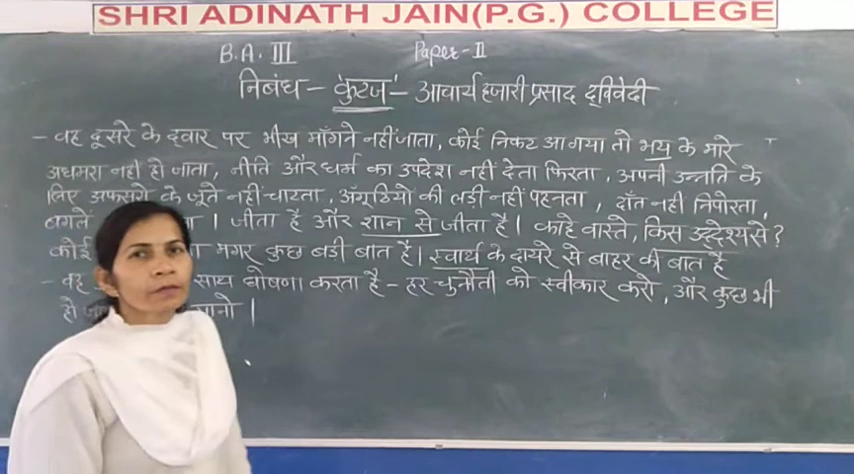 SHRI ADINATH JAIN(P.G.) COLLEGE
B.A. III Paper-II
निबंध - 'कुटज' - आचार्य हजारी प्रसाद द्विवेदी
- वह दूसरे के द्वार पर भीख माँगने नहीं जाता, कोई निकट आ गया तो भय के मारे
अधमरा नहीं हो जाता, नीति और धर्म का उपदेश नहीं देता फिरता, अपनी उन्नति के
लिए अफसरों के जूते नहीं चाटता, अँगूठियों की लड़ी नहीं पहनता, दाँत नहीं निपोरता,
बगलें । जीता है और शान से जीता है। काहे वास्ते, किस उद्देश्य से?
कोई मगर कुछ बड़ी बात है। स्वार्थ के दायरे से बाहर की बात है
- वह साथ घोषणा करता है - हर चुनौती को स्वीकार करो, और कुछ भी
हो मानो।